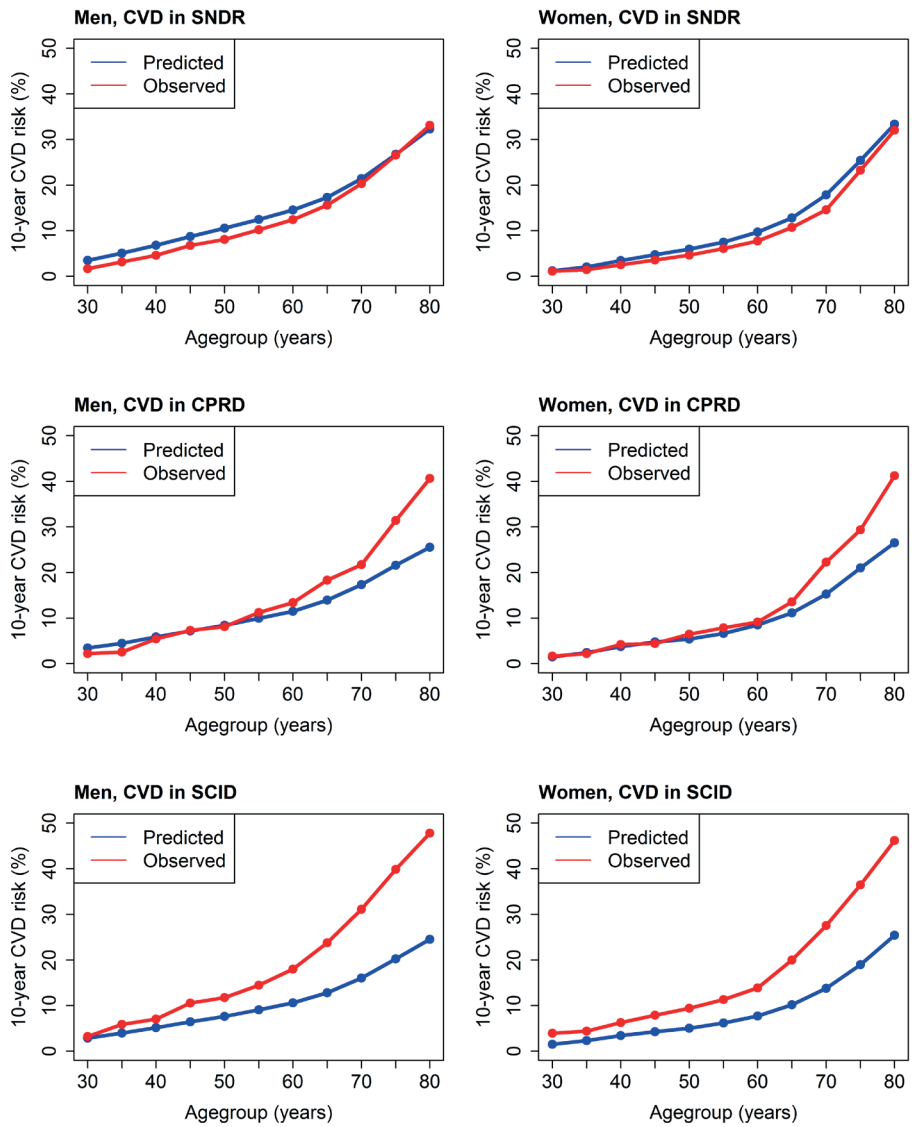 Men, CVD in SNDR
10-year CVD risk (%)
50
40
30
20
10
0
Predicted
Observed
30 40 50 60 70 80
Agegroup (years)
Women, CVD in SNDR
10-year CVD risk (%)
50
40
30
20
10
0
Predicted
Observed
30 40 50 60 70 80
Agegroup (years)
Men, CVD in CPRD
10-year CVD risk (%)
50
40
30
20
10
0
Predicted
Observed
30 40 50 60 70 80
Agegroup (years)
Women, CVD in CPRD
10-year CVD risk (%)
50
40
30
20
10
0
Predicted
Observed
30 40 50 60 70 80
Agegroup (years)
Men, CVD in SCID
10-year CVD risk (%)
50
40
30
20
10
0
Predicted
Observed
30 40 50 60 70 80
Agegroup (years)
Women, CVD in SCID
10-year CVD risk (%)
50
40
30
20
10
0
Predicted
Observed
30 40 50 60 70 80
Agegroup (years)